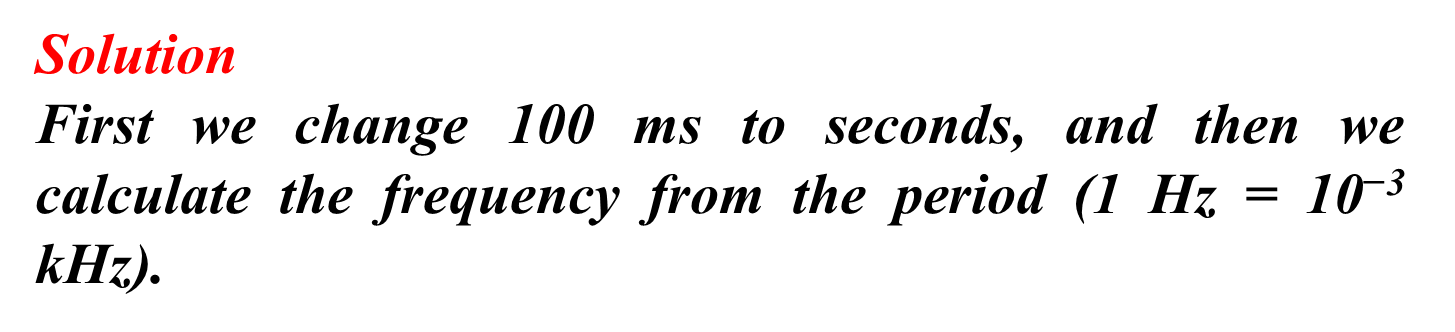 Solution
First we change 100 ms to seconds, and then we
calculate the frequency from the period (1 Hz = 10⁻³
kHz).